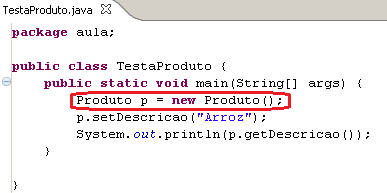 TestaProduto.java
package aula;
public class TestaProduto {
public static void main(String[] args) {
Produto p = new Produto();
p.setDescricao("Arroz");
System.out.println(p.getDescricao());
}
}